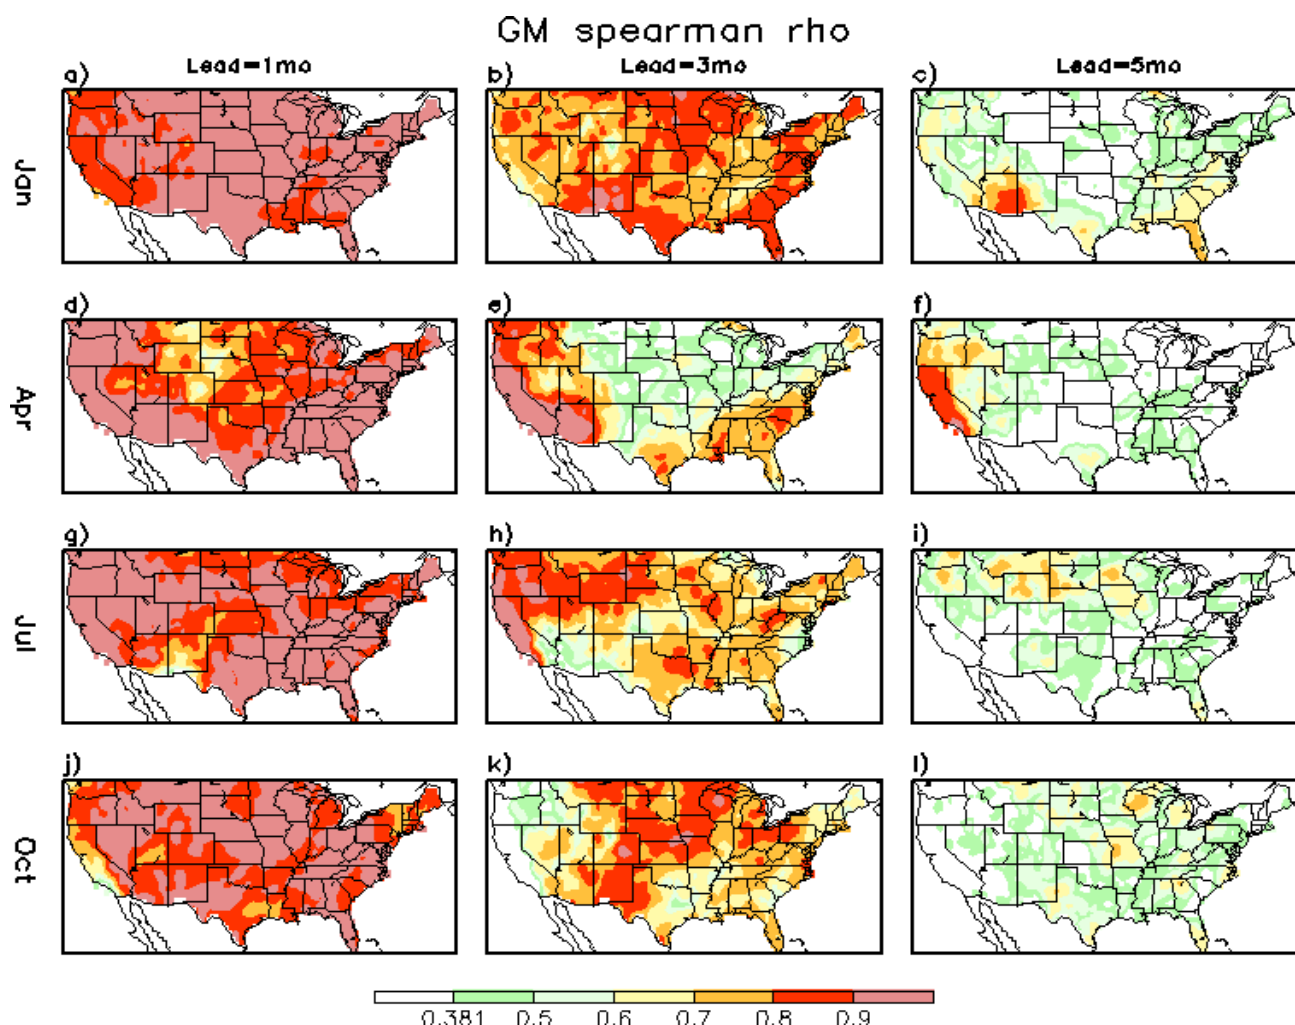 GM spearman rho
Lead=1mo Lead=3mo Lead=5mo
a) b) c)
Jan
d) e) f)
Apr
g) h) i)
Jul
j) k) l)
Oct
0.381 0.5 0.6 0.7 0.8 0.9